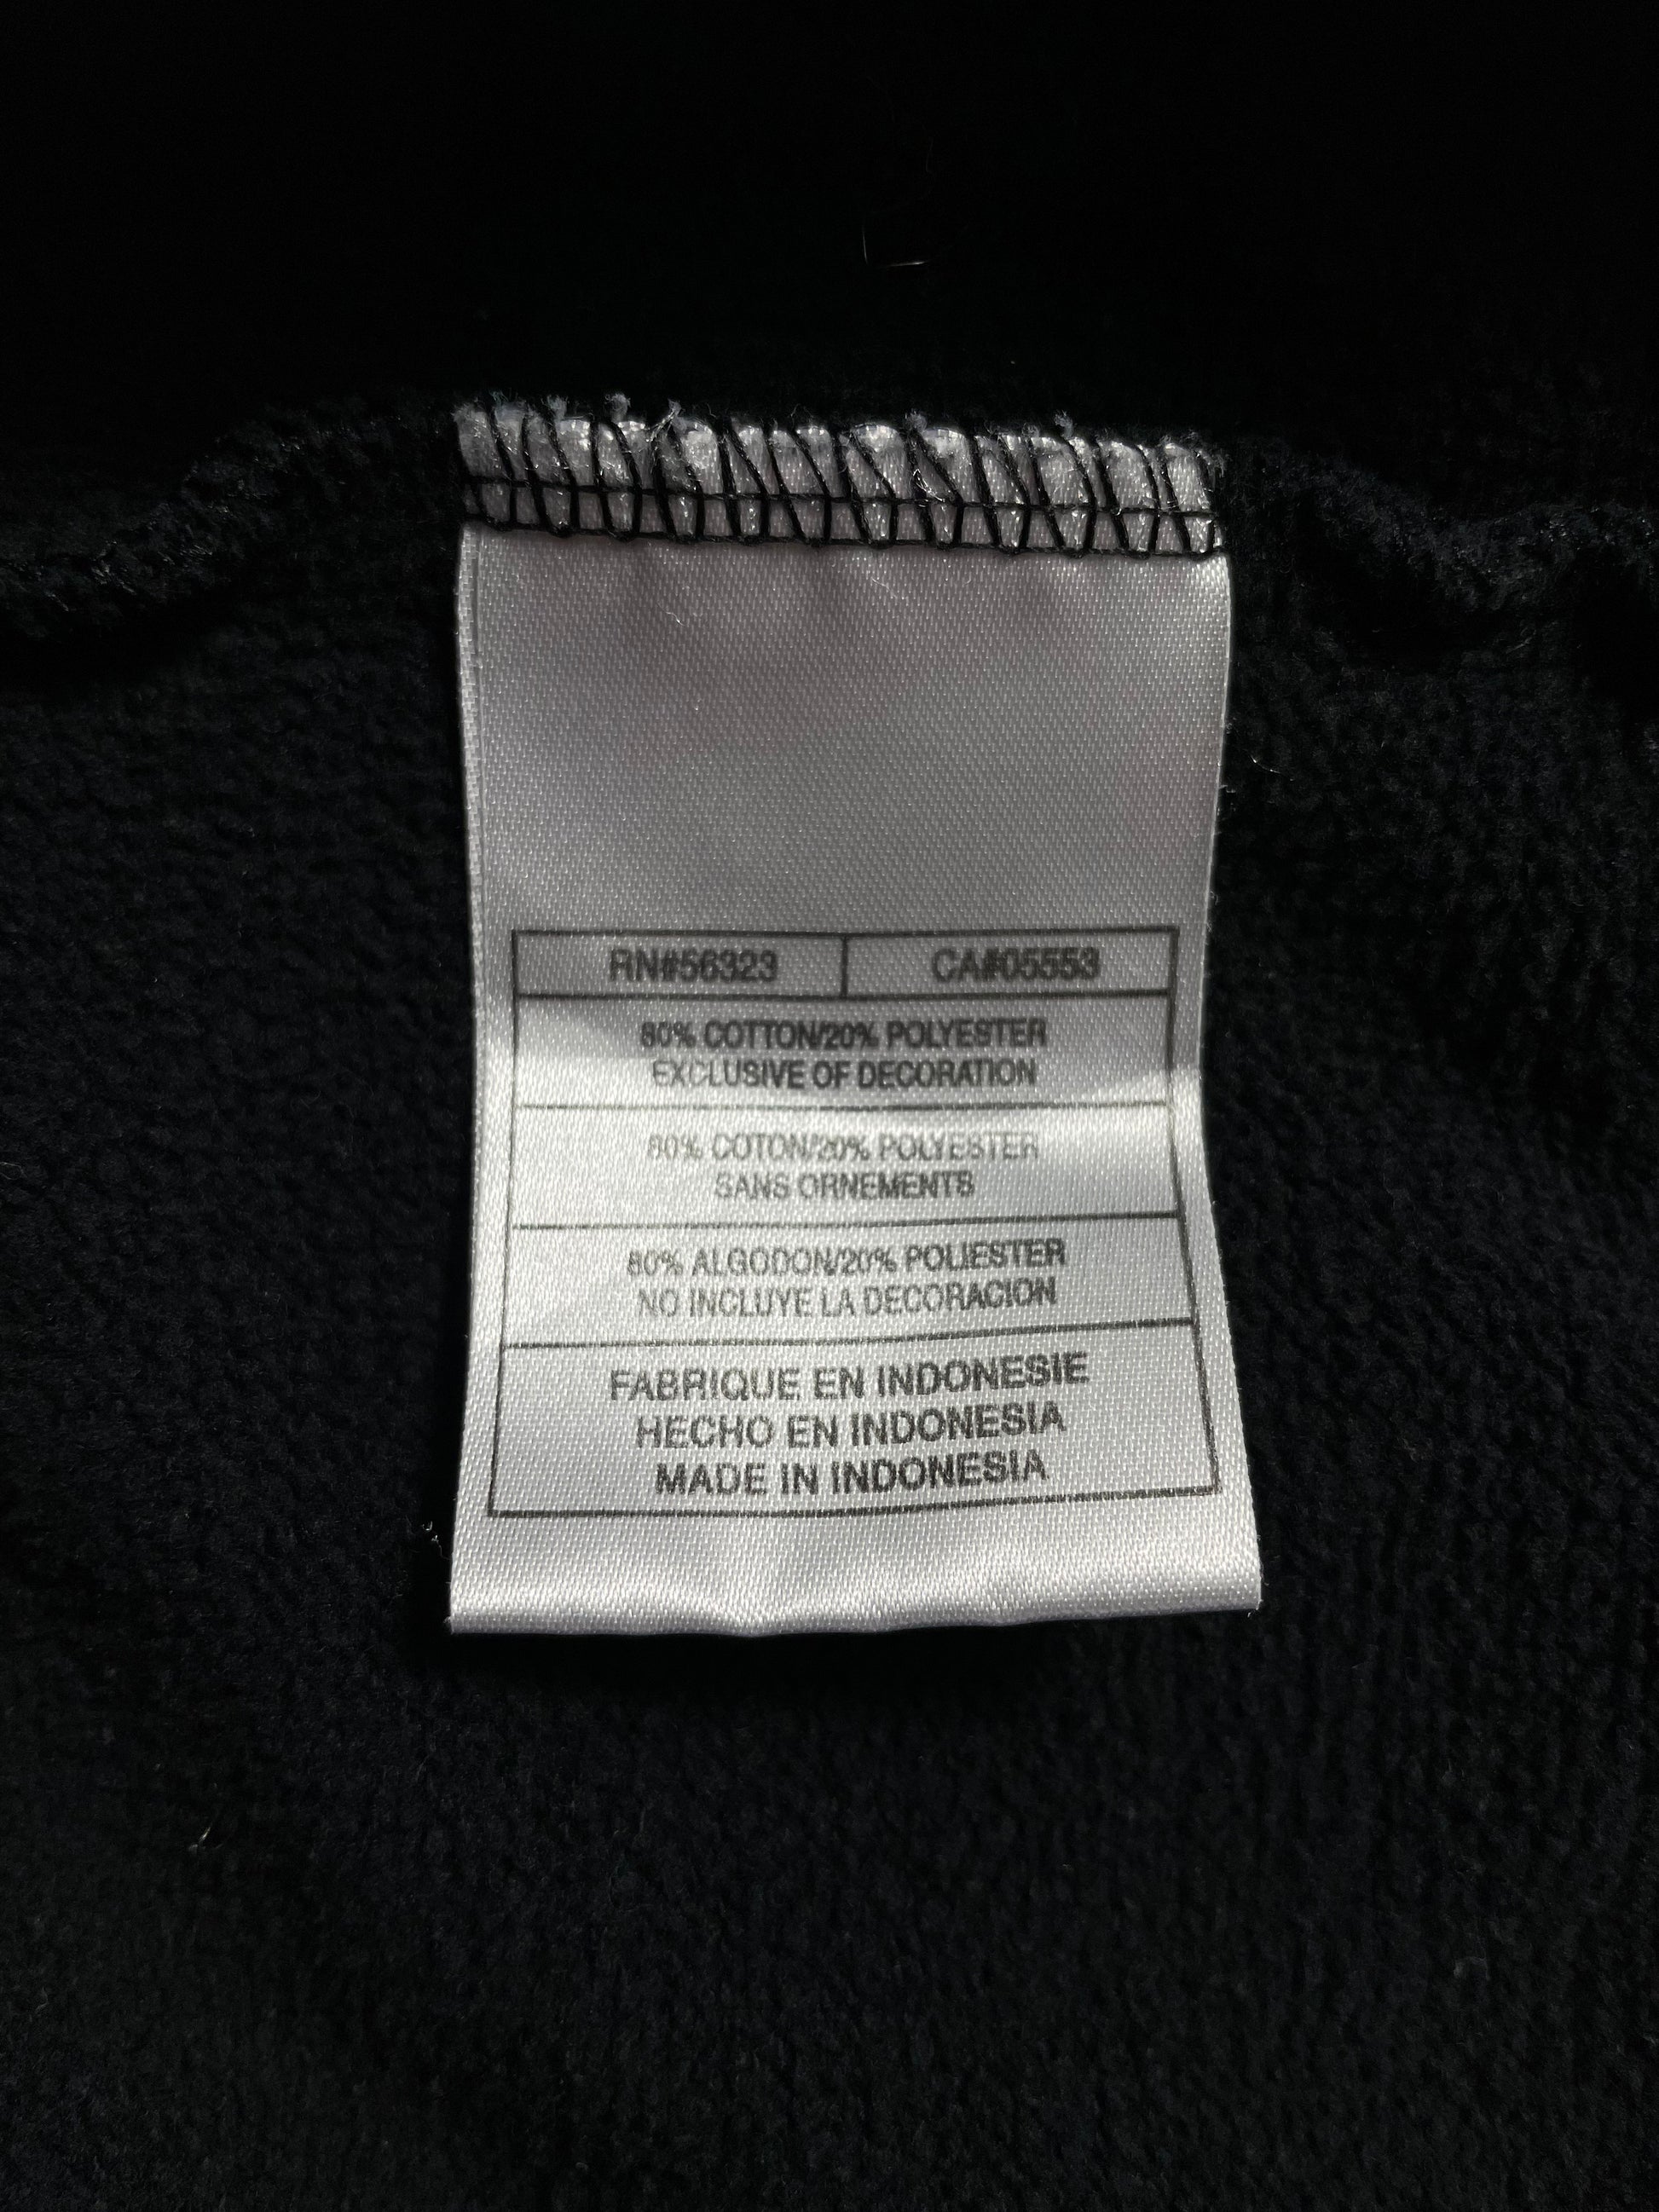 RN#56323 CA#05553
80% COTTON/20% POLYESTER
EXCLUSIVE OF DECORATION
80% COTON/20% POLYESTER
SANS ORNEMENTS
80% ALGODON/20% POLIESTER
NO INCLUYE LA DECORACION
FABRIQUE EN INDONESIE
HECHO EN INDONESIA
MADE IN INDONESIA